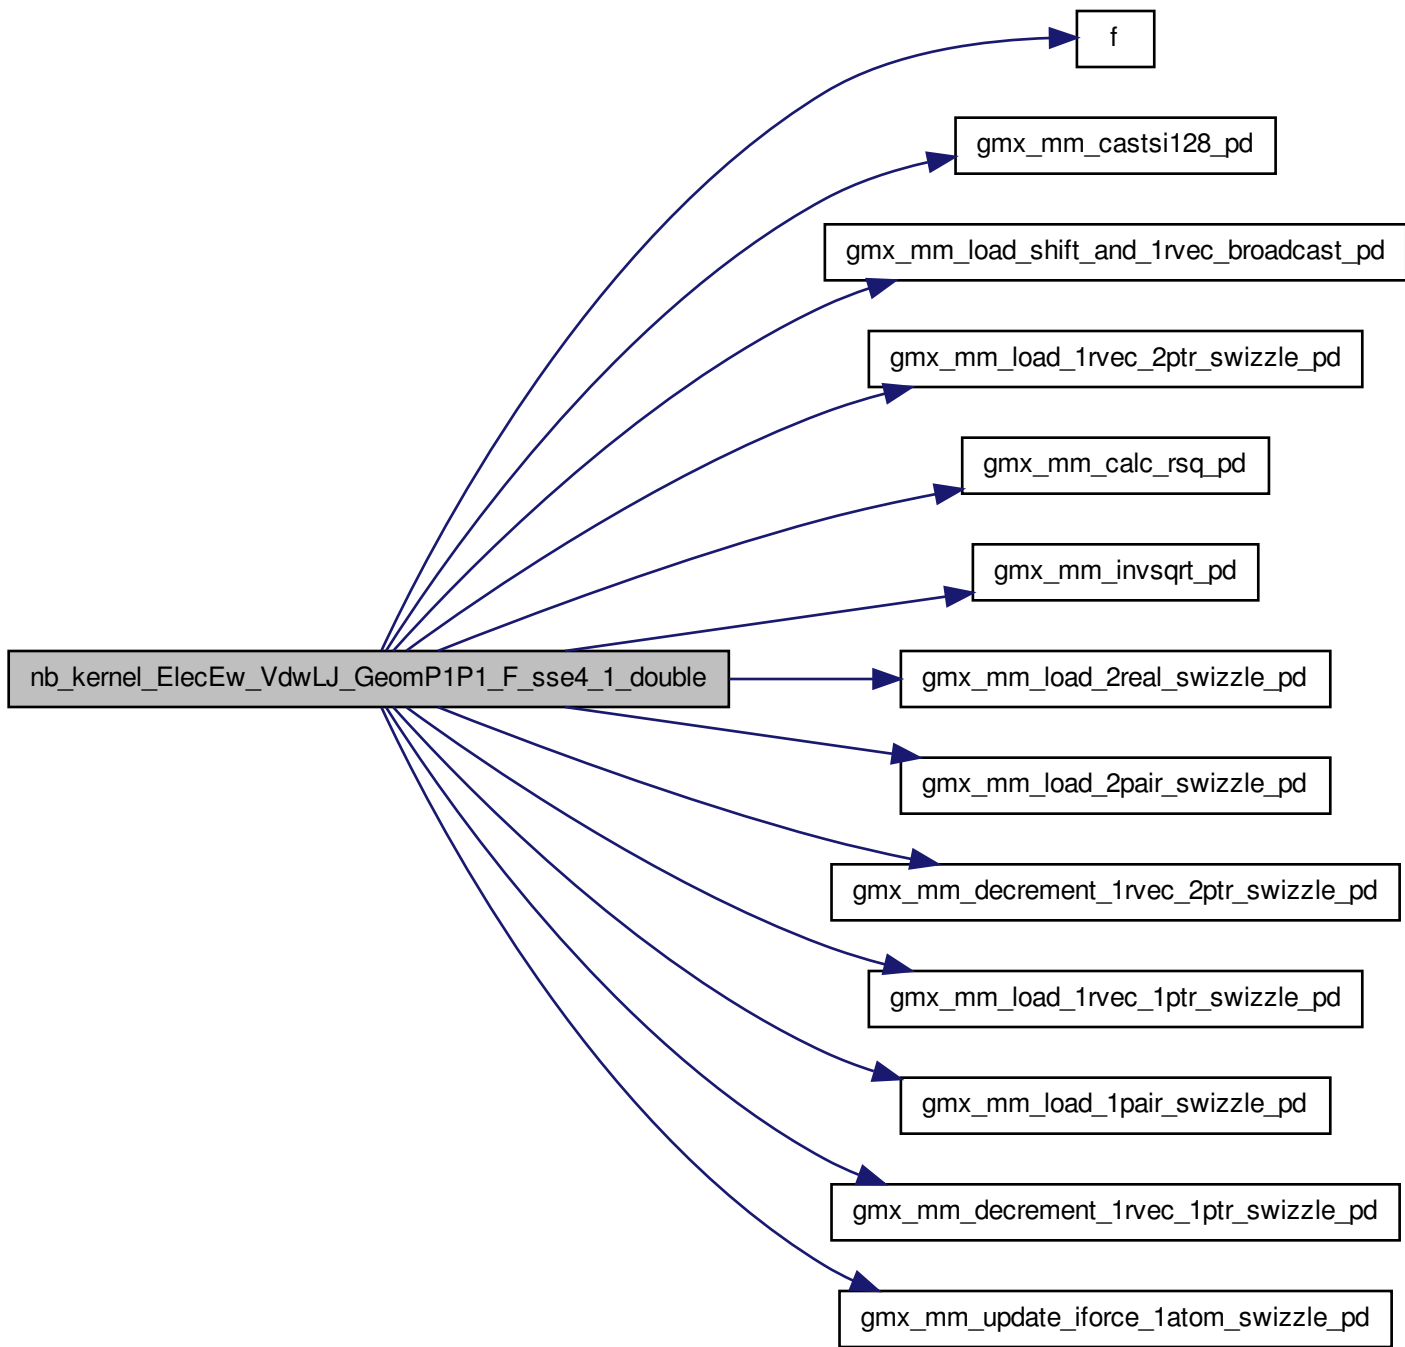 f
gmx_mm_castsi128_pd
gmx_mm_load_shift_and_1rvec_broadcast_pd
gmx_mm_load_1rvec_2ptr_swizzle_pd
gmx_mm_calc_rsq_pd
gmx_mm_invsqrt_pd
nb_kernel_ElecEw_VdwLJ_GeomP1P1_F_sse4_1_double
gmx_mm_load_2real_swizzle_pd
gmx_mm_load_2pair_swizzle_pd
gmx_mm_decrement_1rvec_2ptr_swizzle_pd
gmx_mm_load_1rvec_1ptr_swizzle_pd
gmx_mm_load_1pair_swizzle_pd
gmx_mm_decrement_1rvec_1ptr_swizzle_pd
gmx_mm_update_iforce_1atom_swizzle_pd